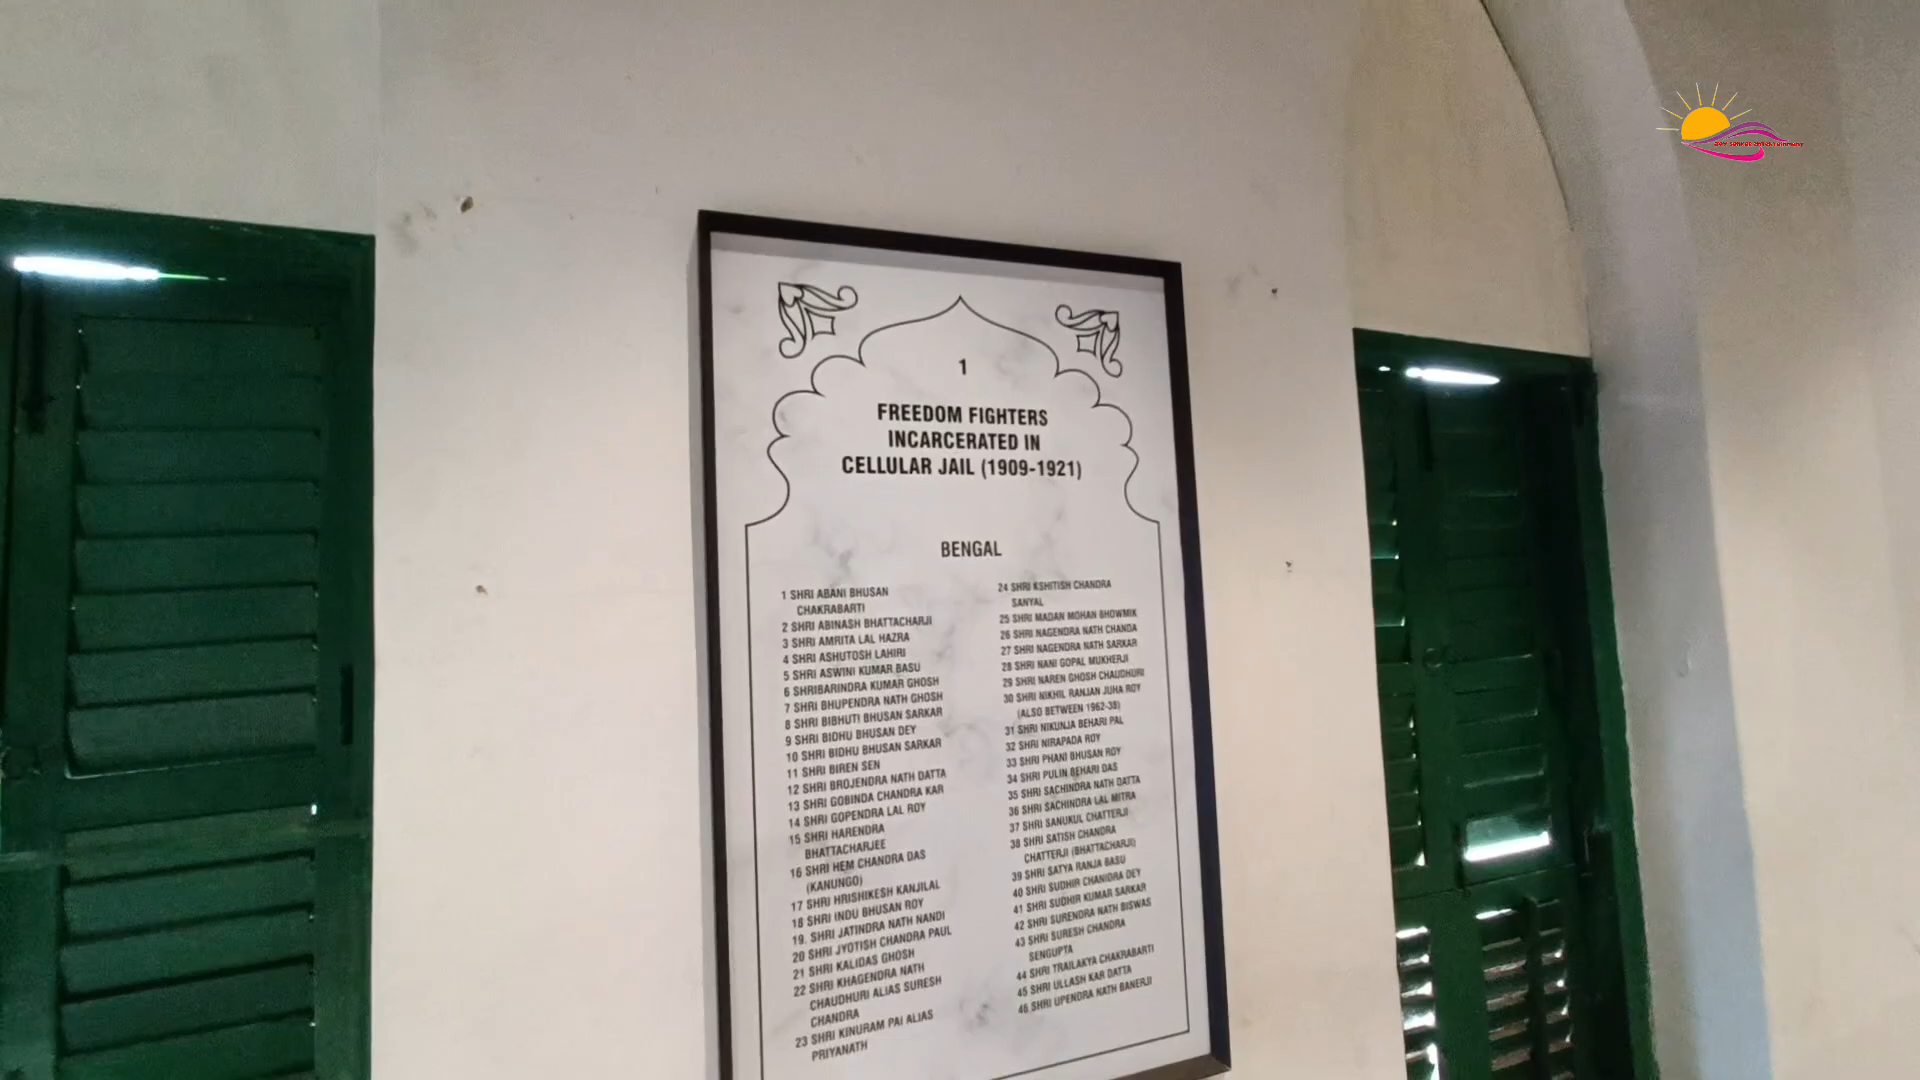 1
FREEDOM FIGHTERS
INCARCERATED IN
CELLULAR JAIL (1909-1921)
BENGAL
1 SHRI ABANI BHUSAN
CHAKRABARTI
2 SHRI ABINASH BHATTACHARJI
3 SHRI AMRITA LAL HAZRA
4 SHRI ASHUTOSH LAHIRI
5 SHRI ASWINI KUMAR BASU
6 SHRIBARINDRA KUMAR GHOSH
7 SHRI BHUPENDRA NATH GHOSH
8 SHRI BIBHUTI BHUSAN SARKAR
9 SHRI BIDHU BHUSAN DEY
10 SHRI BIDHU BHUSAN SARKAR
11 SHRI BIREN SEN
12 SHRI BROJENDRA NATH DATTA
13 SHRI GOBINDA CHANDRA KAR
14 SHRI GOPENDRA LAL ROY
15 SHRI HARENDRA
BHATTACHARJEE
16 SHRI HEM CHANDRA DAS
(KANUNGO)
17 SHRI HRISHIKESH KANJILAL
18 SHRI INDU BHUSAN ROY
19. SHRI JATINDRA NATH NANDI
20 SHRI JYOTISH CHANDRA PAUL
21 SHRI KALIDAS GHOSH
22 SHRI KHAGENDRA NATH
CHAUDHURI ALIAS SURESH
CHANDRA
23 SHRI KINURAM PAI ALIAS
PRIYANATH
24 SHRI KSHITISH CHANDRA
SANYAL
25 SHRI MADAN MOHAN BHOWMIK
26 SHRI NAGENDRA NATH CHANDA
27 SHRI NAGENDRA NATH SARKAR
28 SHRI NANI GOPAL MUKHERJI
29 SHRI NAREN GHOSH CHAUDHURI
30 SHRI NIKHIL RANJAN JUHA ROY
(ALSO BETWEEN 1962-38)
31 SHRI NIKUNJA BEHARI PAL
32 SHRI NIRAPADA ROY
33 SHRI PHANI BHUSAN ROY
34 SHRI PULIN BEHARI DAS
35 SHRI SACHINDRA NATH DATTA
36 SHRI SACHINDRA LAL MITRA
37 SHRI SANUKUL CHATTERJI
38 SHRI SATISH CHANDRA
CHATTERJI (BHATTACHARJI)
39 SHRI SATYA RANJA BASU
40 SHRI SUDHIR CHANIDRA DEY
41 SHRI SUDHIR KUMAR SARKAR
42 SHRI SURENDRA NATH BISWAS
43 SHRI SURESH CHANDRA
SENGUPTA
44 SHRI TRAILAKYA CHAKRABARTI
45 SHRI ULLASH KAR DATTA
46 SHRI UPENDRA NATH BANERJI